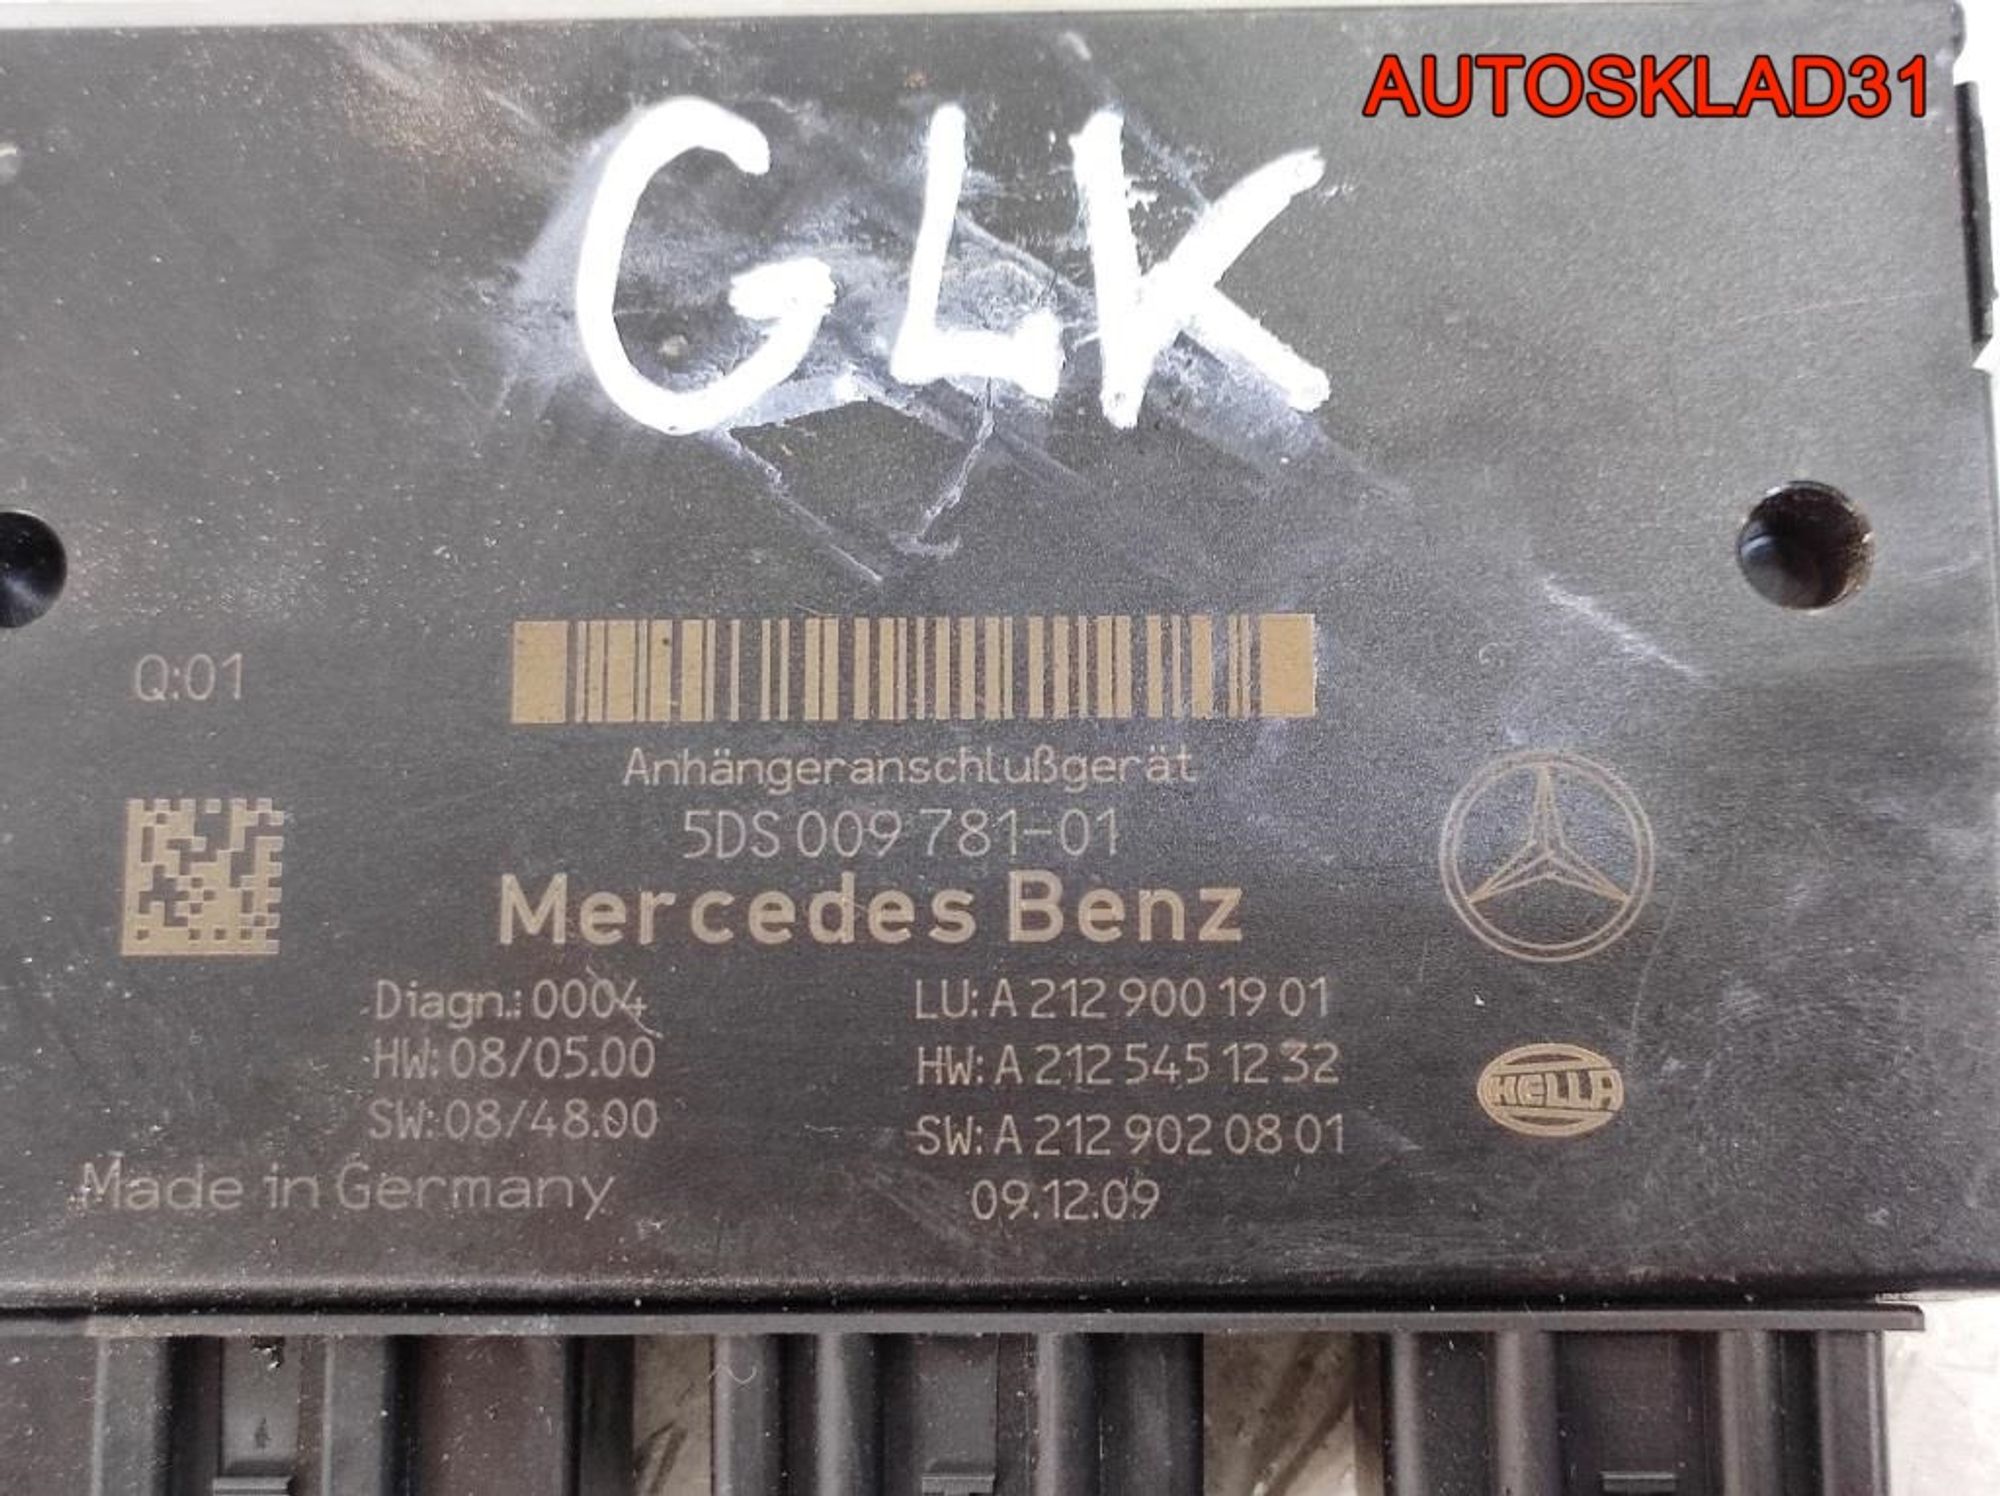 AUTOSKLAD31
GLK
Q:01
Anhängeranschlußgerät
5DS 009 781-01
Mercedes Benz
Diagn.: 0004
LU: A 212 900 19 01
HW: 08/05.00
HW: A 212 545 12 32
SW: 08/48.00
SW: A 212 902 08 01
HELLA
Made in Germany
09.12.09